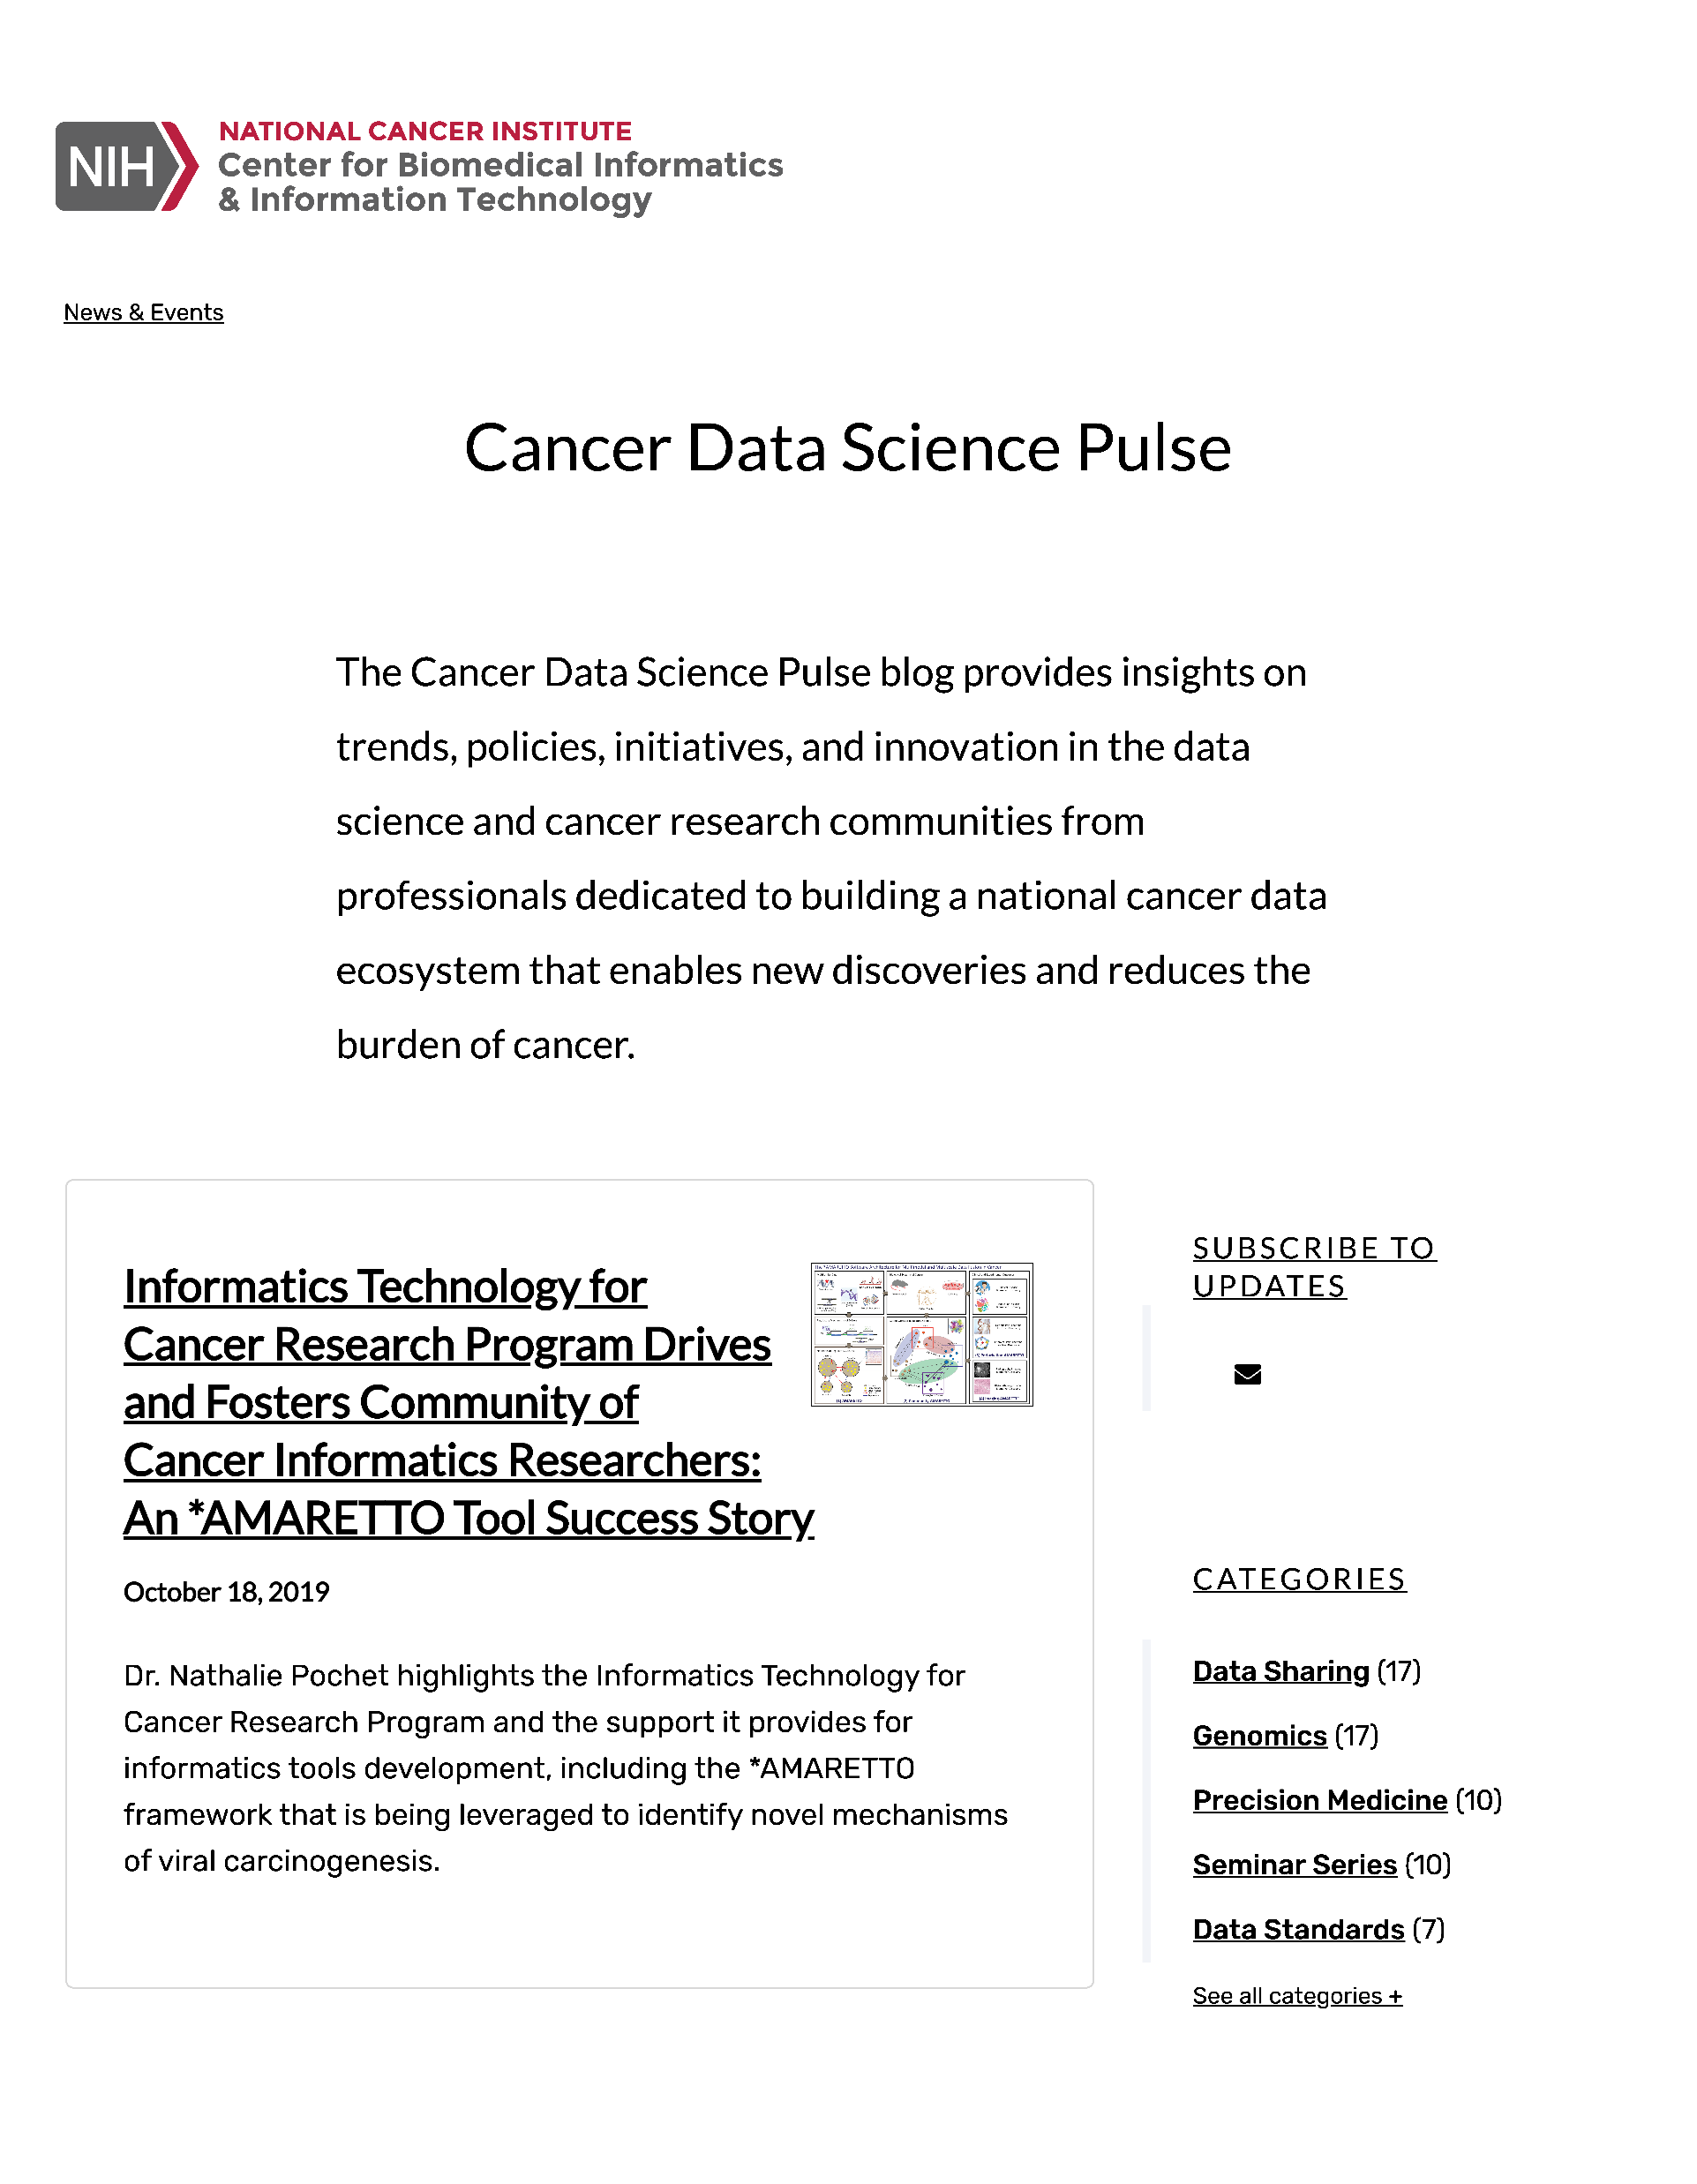 NIH
NATIONAL CANCER INSTITUTE
Center for Biomedical Informatics
& Information Technology
News & Events
Cancer Data Science Pulse
The Cancer Data Science Pulse blog provides insights on
trends, policies, initiatives, and innovation in the data
science and cancer research communities from
professionals dedicated to building a national cancer data
ecosystem that enables new discoveries and reduces the
burden of cancer.
Informatics Technology for
Cancer Research Program Drives
and Fosters Community of
Cancer Informatics Researchers:
An *AMARETTO Tool Success Story
October 18, 2019
Dr. Nathalie Pochet highlights the Informatics Technology for
Cancer Research Program and the support it provides for
informatics tools development, including the *AMARETTO
framework that is being leveraged to identify novel mechanisms
of viral carcinogenesis.
SUBSCRIBE TO
UPDATES
CATEGORIES
Data Sharing (17)
Genomics (17)
Precision Medicine (10)
Seminar Series (10)
Data Standards (7)
See all categories +